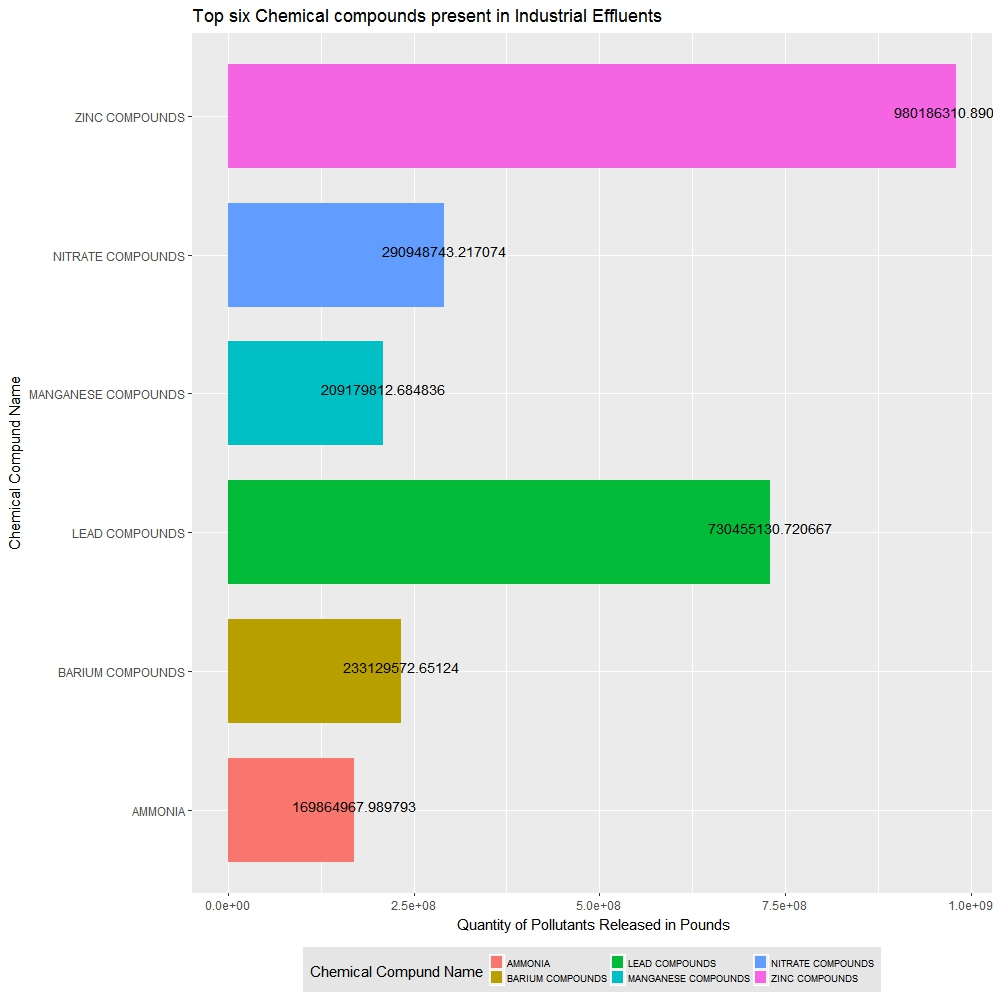 Top six Chemical compounds present in Industrial Effluents
ZINC COMPOUNDS
980186310.890
NITRATE COMPOUNDS
290948743.217074
MANGANESE COMPOUNDS
209179812.684836
LEAD COMPOUNDS
730455130.720667
BARIUM COMPOUNDS
233129572.65124
AMMONIA
169864967.989793
Chemical Compund Name
0.0e+00 2.5e+08 5.0e+08 7.5e+08 1.0e+09
Quantity of Pollutants Released in Pounds
Chemical Compund Name
AMMONIA LEAD COMPOUNDS NITRATE COMPOUNDS
BARIUM COMPOUNDS MANGANESE COMPOUNDS ZINC COMPOUNDS